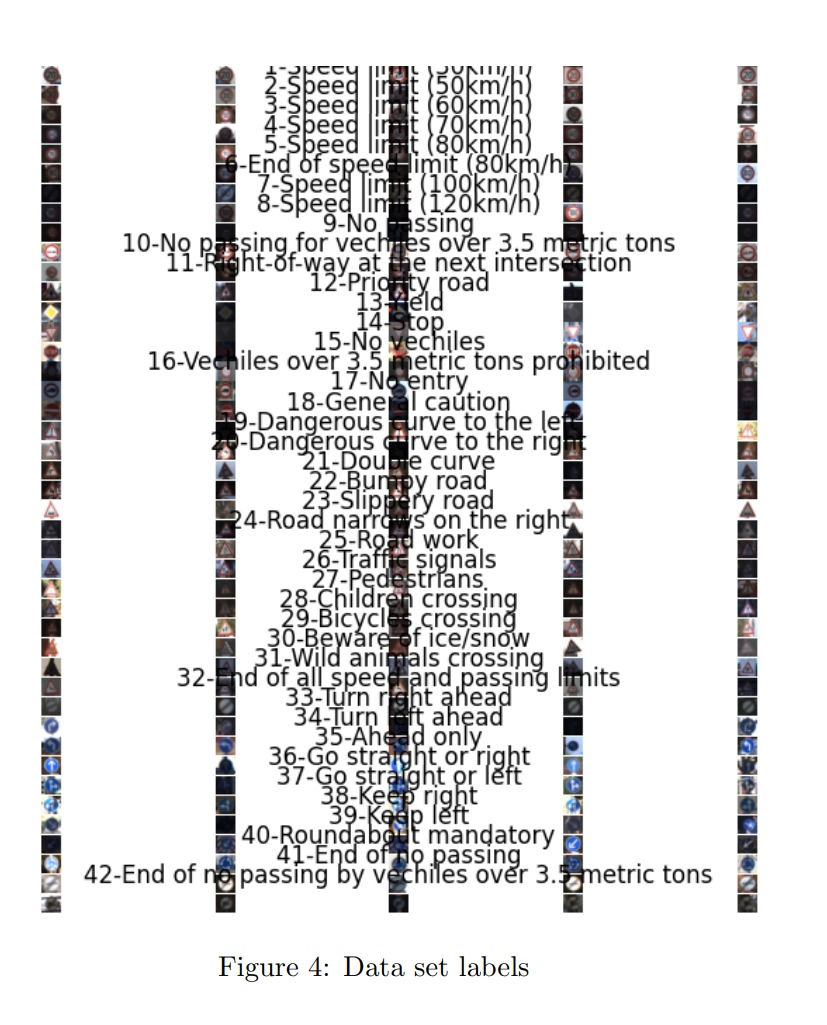 1-Speed limit (30km/h)
2-Speed limit (50km/h)
3-Speed limit (60km/h)
4-Speed limit (70km/h)
5-Speed limit (80km/h)
6-End of speed limit (80km/h)
7-Speed limit (100km/h)
8-Speed limit (120km/h)
9-No passing
10-No passing for vechiles over 3.5 metric tons
11-Right-of-way at the next intersection
12-Priority road
13-Yield
14-Stop
15-No vechiles
16-Vechiles over 3.5 metric tons prohibited
17-No entry
18-General caution
19-Dangerous curve to the left
20-Dangerous curve to the right
21-Double curve
22-Bumpy road
23-Slippery road
24-Road narrows on the right
25-Road work
26-Traffic signals
27-Pedestrians
28-Children crossing
29-Bicycles crossing
30-Beware of ice/snow
31-Wild animals crossing
32-End of all speed and passing limits
33-Turn right ahead
34-Turn left ahead
35-Ahead only
36-Go straight or right
37-Go straight or left
38-Keep right
39-Keep left
40-Roundabout mandatory
41-End of no passing
42-End of no passing by vechiles over 3.5 metric tons
Figure 4: Data set labels